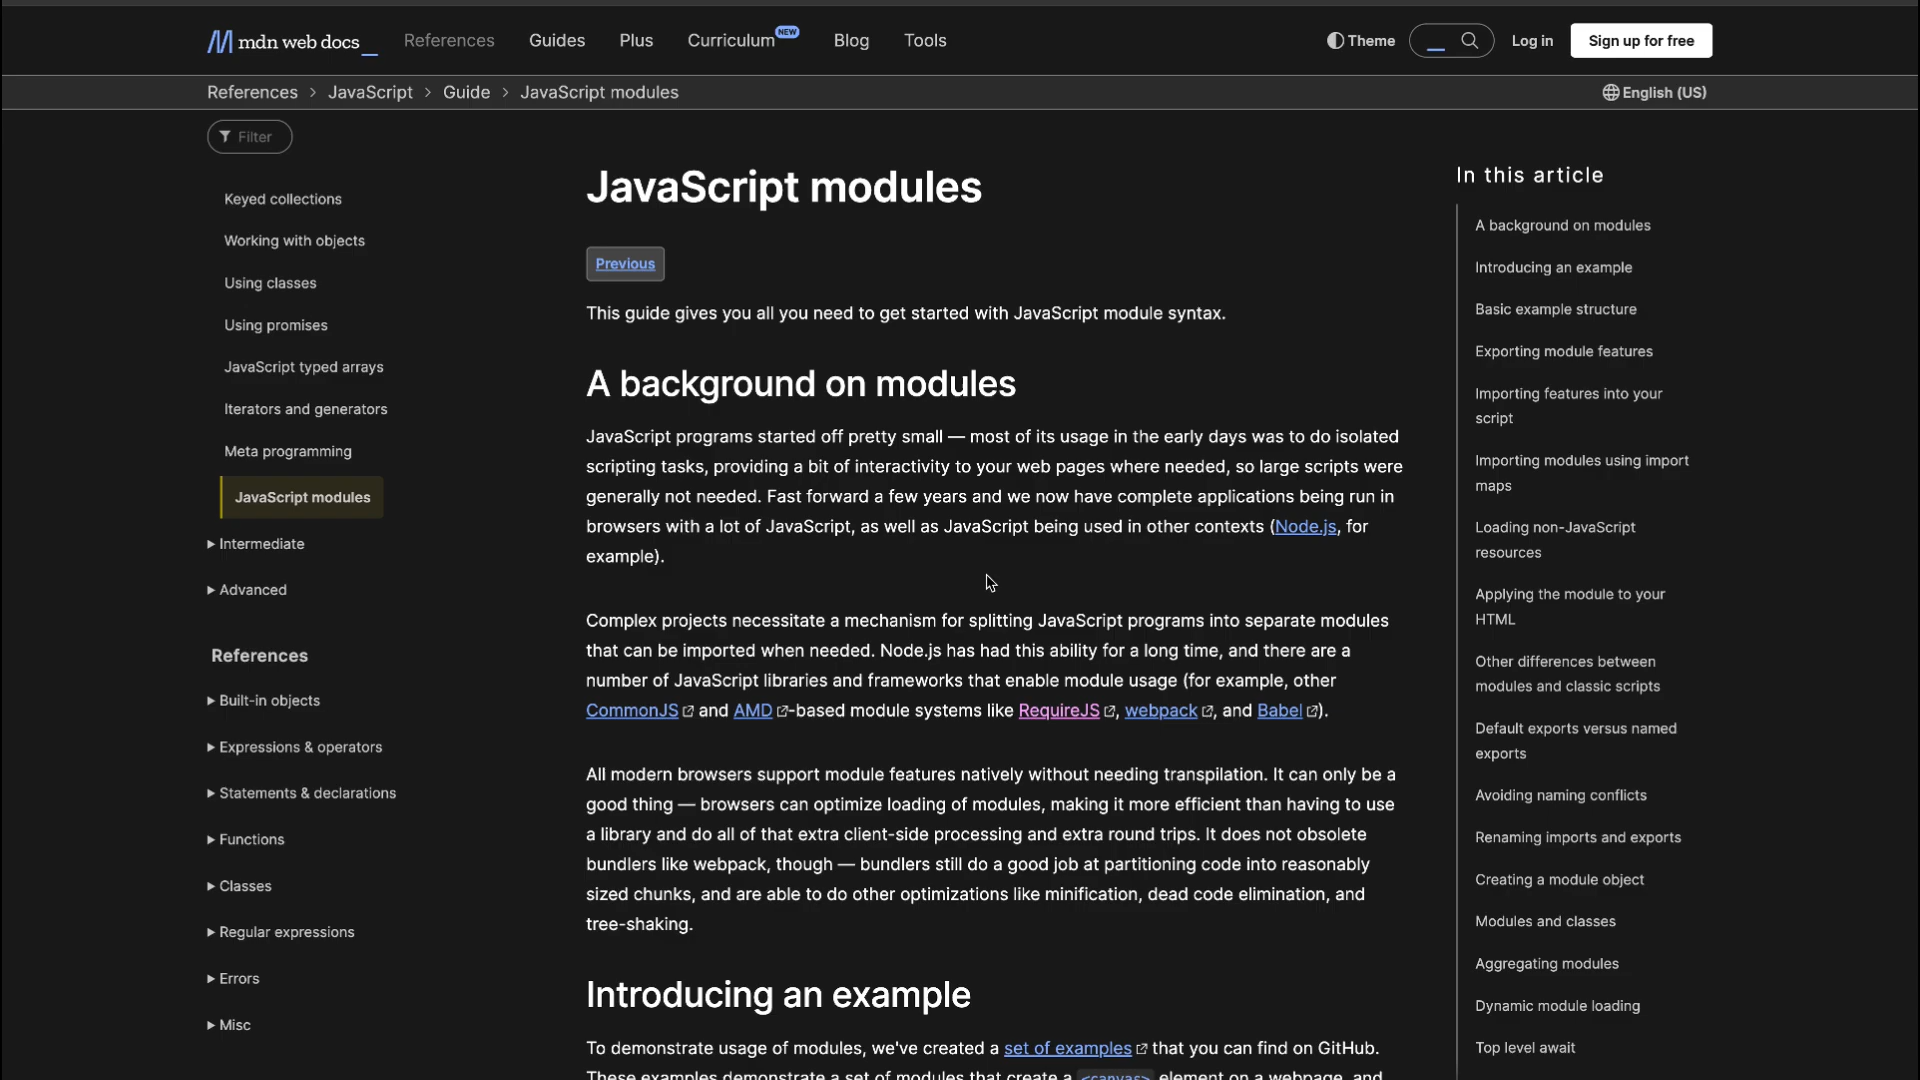 mdn web docs_
References
Guides
Plus
Curriculum NEW
Blog
Tools
Theme
_
Log in
Sign up for free
References > JavaScript > Guide > JavaScript modules
English (US)
Filter
Keyed collections
Working with objects
Using classes
Using promises
JavaScript typed arrays
Iterators and generators
Meta programming
JavaScript modules
Intermediate
Advanced
References
Built-in objects
Expressions & operators
Statements & declarations
Functions
Classes
Regular expressions
Errors
Misc
JavaScript modules
Previous
This guide gives you all you need to get started with JavaScript module syntax.
A background on modules
JavaScript programs started off pretty small — most of its usage in the early days was to do isolated
scripting tasks, providing a bit of interactivity to your web pages where needed, so large scripts were
generally not needed. Fast forward a few years and we now have complete applications being run in
browsers with a lot of JavaScript, as well as JavaScript being used in other contexts (Node.js, for
example).
Complex projects necessitate a mechanism for splitting JavaScript programs into separate modules
that can be imported when needed. Node.js has had this ability for a long time, and there are a
number of JavaScript libraries and frameworks that enable module usage (for example, other
CommonJS and AMD-based module systems like RequireJS, webpack, and Babel).
All modern browsers support module features natively without needing transpilation. It can only be a
good thing — browsers can optimize loading of modules, making it more efficient than having to use
a library and do all of that extra client-side processing and extra round trips. It does not obsolete
bundlers like webpack, though — bundlers still do a good job at partitioning code into reasonably
sized chunks, and are able to do other optimizations like minification, dead code elimination, and
tree-shaking.
Introducing an example
To demonstrate usage of modules, we've created a set of examples that you can find on GitHub.
These examples demonstrate a set of modules that create a <canvas> element on a webpage, and
In this article
A background on modules
Introducing an example
Basic example structure
Exporting module features
Importing features into your
script
Importing modules using import
maps
Loading non-JavaScript
resources
Applying the module to your
HTML
Other differences between
modules and classic scripts
Default exports versus named
exports
Avoiding naming conflicts
Renaming imports and exports
Creating a module object
Modules and classes
Aggregating modules
Dynamic module loading
Top level await